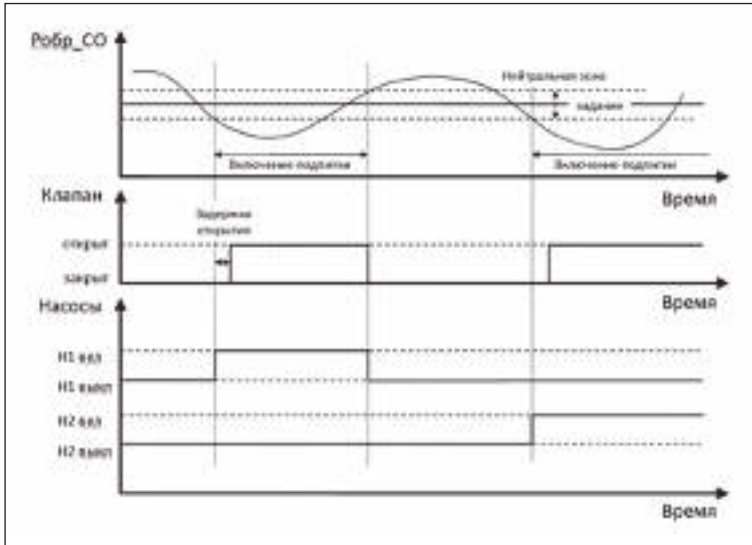 Робр_СО
Нейтральная зона
задание
Включение подпитки
Включение подпитки
Время
Клапан
Задержка
открытия
открыт
закрыт
Время
Насосы
Н1 вкл
Н1 выкл
Н2 вкл
Н2 выкл
Время